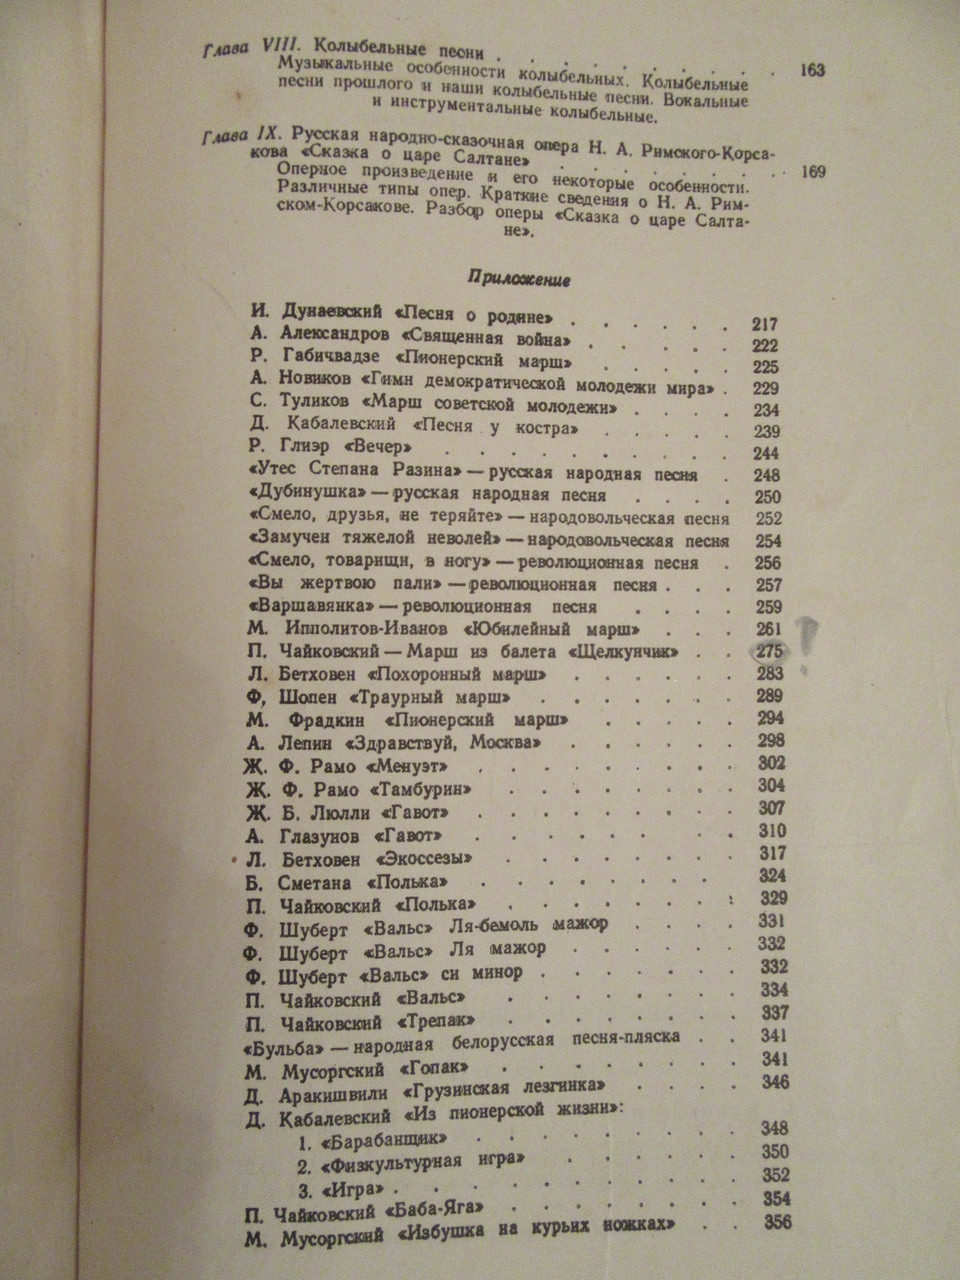 Глава VIII. Колыбельные песни . . . . . . . . . 163
Музыкальные особенности колыбельных. Колыбельные
песни прошлого и наши колыбельные песни. Вокальные
и инструментальные колыбельные.
Глава IX. Русская народно-сказочная опера Н. А. Римского-Корса-
кова «Сказка о царе Салтане» . . . . . . . . 169
Оперное произведение и его некоторые особенности.
Различные типы опер. Краткие сведения о Н. А. Рим-
ском-Корсакове. Разбор оперы «Сказка о царе Салта-
не».
Приложение
И. Дунаевский «Песня о родине» . . . . . . 217
А. Александров «Священная война» . . . . . 222
Р. Габичвадзе «Пионерский марш» . . . . . 225
А. Новиков «Гимн демократической молодежи мира» . 229
С. Туликов «Марш советской молодежи» . . . . 234
Д. Кабалевский «Песня у костра» . . . . . 239
Р. Глиэр «Вечер» . . . . . . . . . 244
«Утес Степана Разина» — русская народная песня . 248
«Дубинушка» — русская народная песня . . . . 250
«Смело, друзья, не теряйте» — народовольческая песня 252
«Замучен тяжелой неволей» — народовольческая песня 254
«Смело, товарищи, в ногу» — революционная песня . 256
«Вы жертвою пали» — революционная песня . . . 257
«Варшавянка» — революционная песня . . . . 259
М. Ипполитов-Иванов «Юбилейный марш» . . . 261
П. Чайковский — Марш из балета «Щелкунчик» . . 275 !
Л. Бетховен «Похоронный марш» . . . . . . 283
Ф, Шопен «Траурный марш» . . . . . . 289
М. Фрадкин «Пионерский марш» . . . . . 294
А. Лепин «Здравствуй, Москва» . . . . . . 298
Ж. Ф. Рамо «Менуэт» . . . . . . . . 302
Ж. Ф. Рамо «Тамбурин» . . . . . . . 304
Ж. Б. Люлли «Гавот» . . . . . . . . 307
А. Глазунов «Гавот» . . . . . . . . 310
Л. Бетховен «Экоссезы» . . . . . . . 317
Б. Сметана «Полька» . . . . . . . . 324
П. Чайковский «Полька» . . . . . . . 329
Ф. Шуберт «Вальс» Ля-бемоль мажор . . . . 331
Ф. Шуберт «Вальс» Ля мажор . . . . . . 332
Ф. Шуберт «Вальс» си минор . . . . . . 332
П. Чайковский «Вальс» . . . . . . . 334
П. Чайковский «Трепак» . . . . . . . 337
«Бульба» — народная белорусская песня-пляска . . 341
М. Мусоргский «Гопак» . . . . . . . 341
Д. Аракишвили «Грузинская лезгинка» . . . . 346
Д. Кабалевский «Из пионерской жизни»:
1. «Барабанщик» . . . . . . . . 348
2. «Физкультурная игра» . . . . . . 350
3. «Игра» . . . . . . . . . . 352
П. Чайковский «Баба-Яга» . . . . . . . 354
М. Мусоргский «Избушка на курьих ножках» . . 356